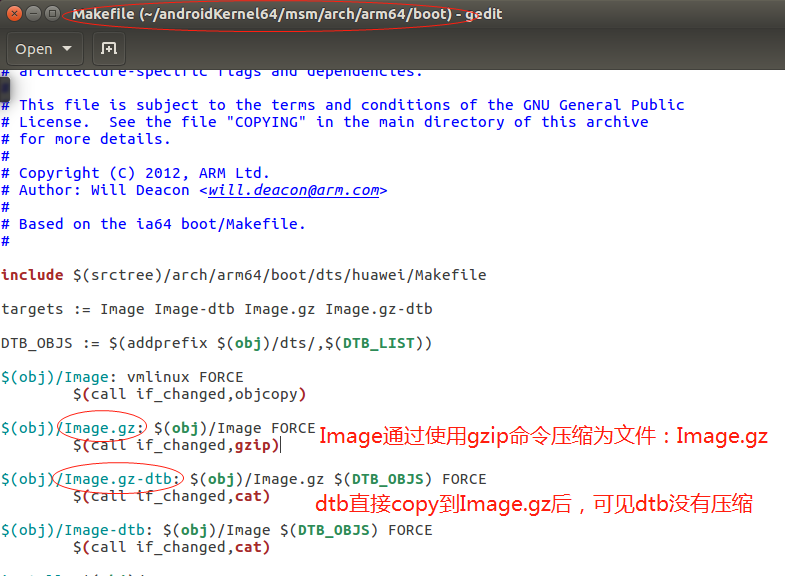 Makefile (~/androidKernel64/msm/arch/arm64/boot) - gedit
Open
# architecture-specific flags and dependencies.
#
# This file is subject to the terms and conditions of the GNU General Public
# License.  See the file "COPYING" in the main directory of this archive
# for more details.
#
# Copyright (C) 2012, ARM Ltd.
# Author: Will Deacon <will.deacon@arm.com>
#
# Based on the ia64 boot/Makefile.
#
include $(srctree)/arch/arm64/boot/dts/huawei/Makefile
targets := Image Image-dtb Image.gz Image.gz-dtb
DTB_OBJS := $(addprefix $(obj)/dts/,$(DTB_LIST))
$(obj)/Image: vmlinux FORCE
$(call if_changed,objcopy)
$(obj)/Image.gz: $(obj)/Image FORCE
$(call if_changed,gzip)
Image通过使用gzip命令压缩为文件：Image.gz
$(obj)/Image.gz-dtb: $(obj)/Image.gz $(DTB_OBJS) FORCE
$(call if_changed,cat)
dtb直接copy到Image.gz后，可见dtb没有压缩
$(obj)/Image-dtb: $(obj)/Image $(DTB_OBJS) FORCE
$(call if_changed,cat)